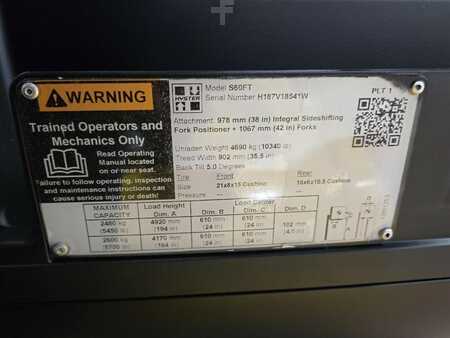 WARNING
Trained Operators and
Mechanics Only
Read Operating
Manual located
on or near seat.
Failure to follow operating, inspection
and maintenance instructions can
cause serious injury or death!
HYSTER
Model S60FT
Serial Number H187V18541W
PLT 1
Attachment: 978 mm (38 in) Integral Sideshifting
Fork Positioner + 1067 mm (42 in) Forks
Unladen Weight 4690 kg (10340 lb)
Tread Width 902 mm (35.5 in)
Back Tilt 5.0 Degrees
Tire Front Rear
Size 21x8x15 Cushion 16x6x10.5 Cushion
Pressure
MAXIMUM CAPACITY
Load Height Dim. A
Load Center
Dim. B Dim. C Dim. D
2480 kg 4920 mm 610 mm 610 mm 102 mm
(5450 lb) (194 in) (24 in) (24 in) (4.0 in)
2600 kg 4170 mm 610 mm 610 mm
(5700 lb) (164 in) (24 in) (24 in)